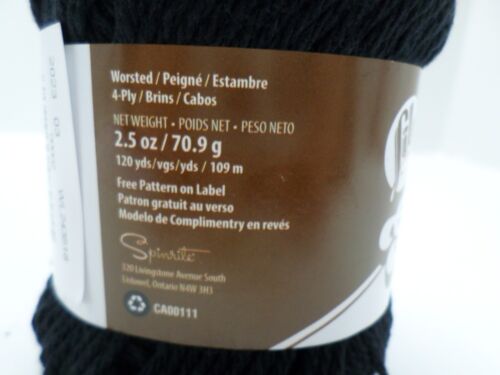 Worsted / Peigné / Estambre
4-Ply / Brins / Cabos
NET WEIGHT • POIDS NET • PESO NETO
2.5 oz / 70.9 g
120 yds/vgs/yds / 109 m
Free Pattern on Label
Patron gratuit au verso
Modelo de Complimentry en revés
Spinrite
320 Livingstone Avenue South
Listowel, Ontario N4W 3H3
CA00111
2023
03